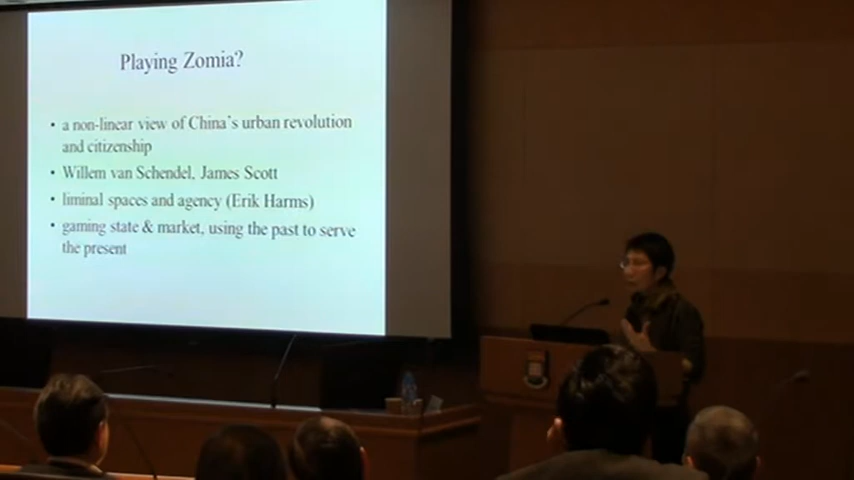 Playing Zomia?
• a non-linear view of China's urban revolution
and citizenship
• Willem van Schendel, James Scott
• liminal spaces and agency (Erik Harms)
• gaming state & market, using the past to serve
the present